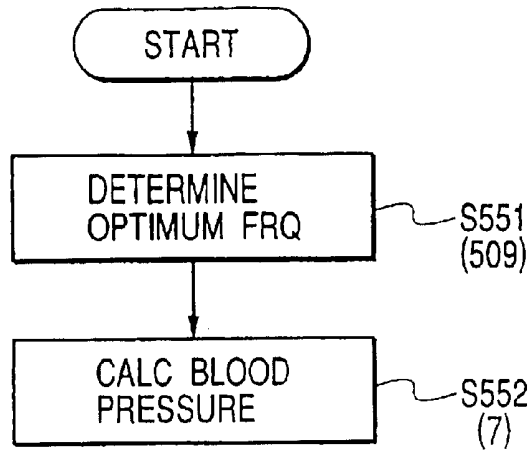 START
DETERMINE
OPTIMUM FRQ
S551
(509)
CALC BLOOD
PRESSURE
S552
(7)